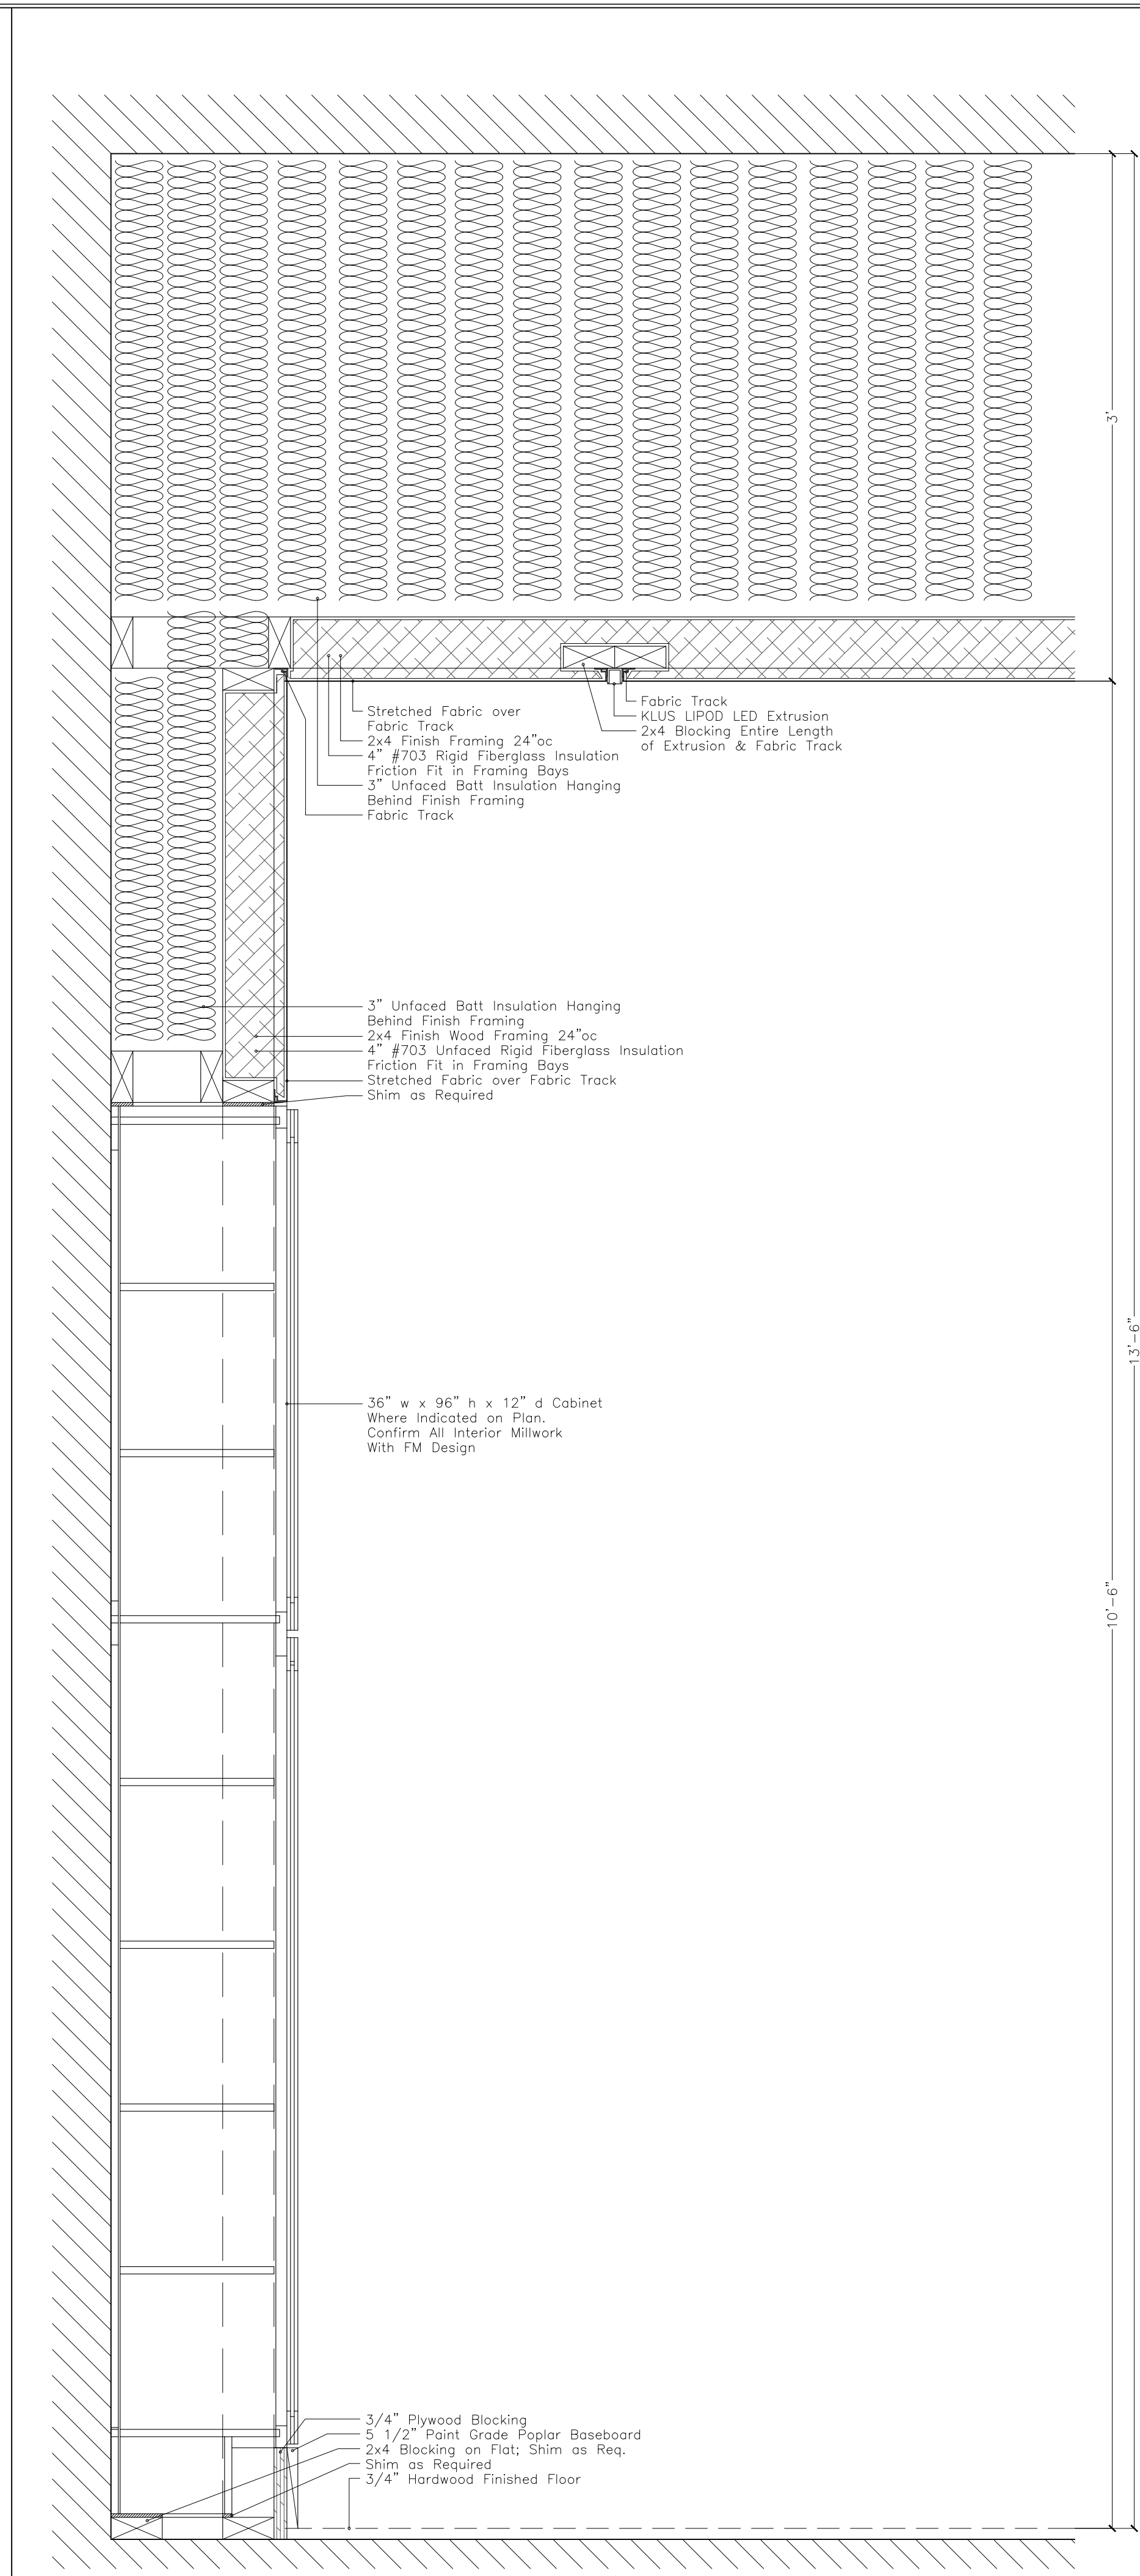 3'
13'-6"
10'-6"
Stretched Fabric over
Fabric Track
2x4 Finish Framing 24"oc
4" #703 Rigid Fiberglass Insulation
Friction Fit in Framing Bays
3" Unfaced Batt Insulation Hanging
Behind Finish Framing
Fabric Track
Fabric Track
KLUS LIPOD LED Extrusion
2x4 Blocking Entire Length
of Extrusion & Fabric Track
3" Unfaced Batt Insulation Hanging
Behind Finish Framing
2x4 Finish Wood Framing 24"oc
4" #703 Unfaced Rigid Fiberglass Insulation
Friction Fit in Framing Bays
Stretched Fabric over Fabric Track
Shim as Required
36" w x 96" h x 12" d Cabinet
Where Indicated on Plan.
Confirm All Interior Millwork
With FM Design
3/4" Plywood Blocking
5 1/2" Paint Grade Poplar Baseboard
2x4 Blocking on Flat; Shim as Req.
Shim as Required
3/4" Hardwood Finished Floor